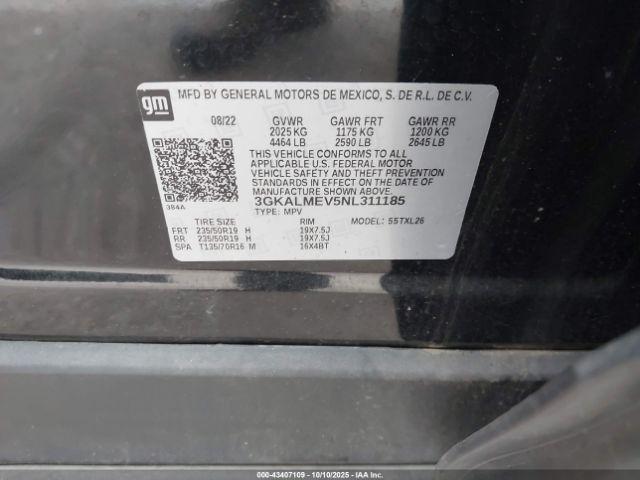 MFD BY GENERAL MOTORS DE MEXICO, S. DE R.L. DE C.V.
gm
08/22 GVWR GAWR FRT GAWR RR
2025 KG 1175 KG 1200 KG
4464 LB 2590 LB 2645 LB
THIS VEHICLE CONFORMS TO ALL
APPLICABLE U.S. FEDERAL MOTOR
VEHICLE SAFETY AND THEFT
PREVENTION STANDARDS IN EFFECT ON THE DATE OF
MANUFACTURE SHOWN ABOVE.
3GKALMEV5NL311185
384A TYPE: MPV
TIRE SIZE RIM MODEL: 55TXL26
FRT 235/50R19 H 19X7.5J
RR 235/50R19 H 19X7.5J
SPA T135/70R16 M 16X4BT
000-43407109 - 10/10/2025 - IAAI.COM